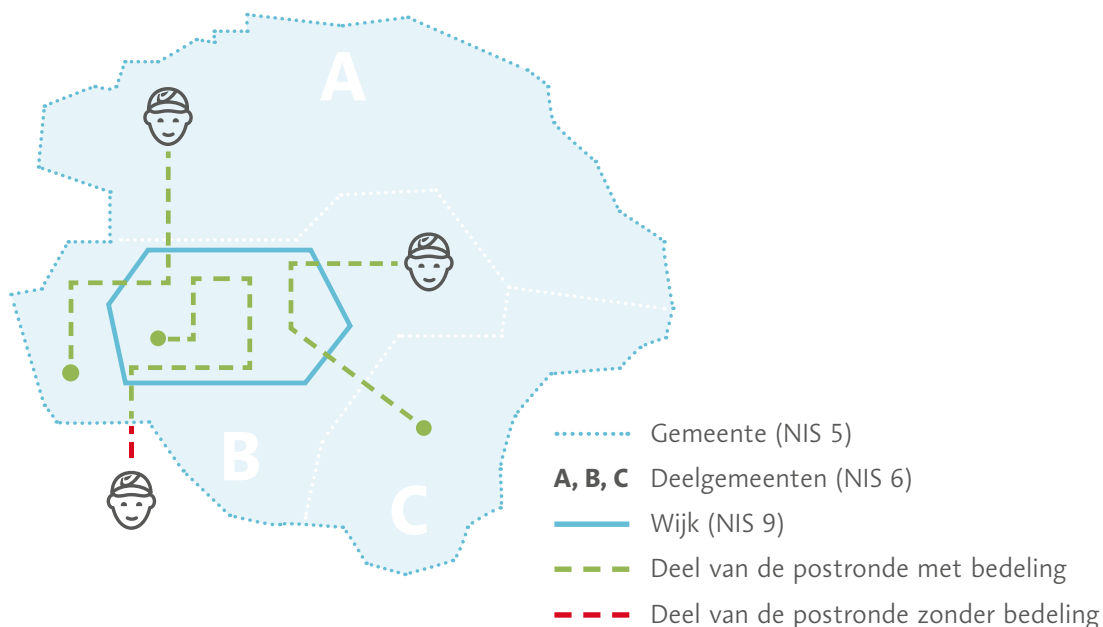 A
B
C
Gemeente (NIS 5)
A, B, C Deelgemeenten (NIS 6)
Wijk (NIS 9)
Deel van de postronde met bedeling
Deel van de postronde zonder bedeling